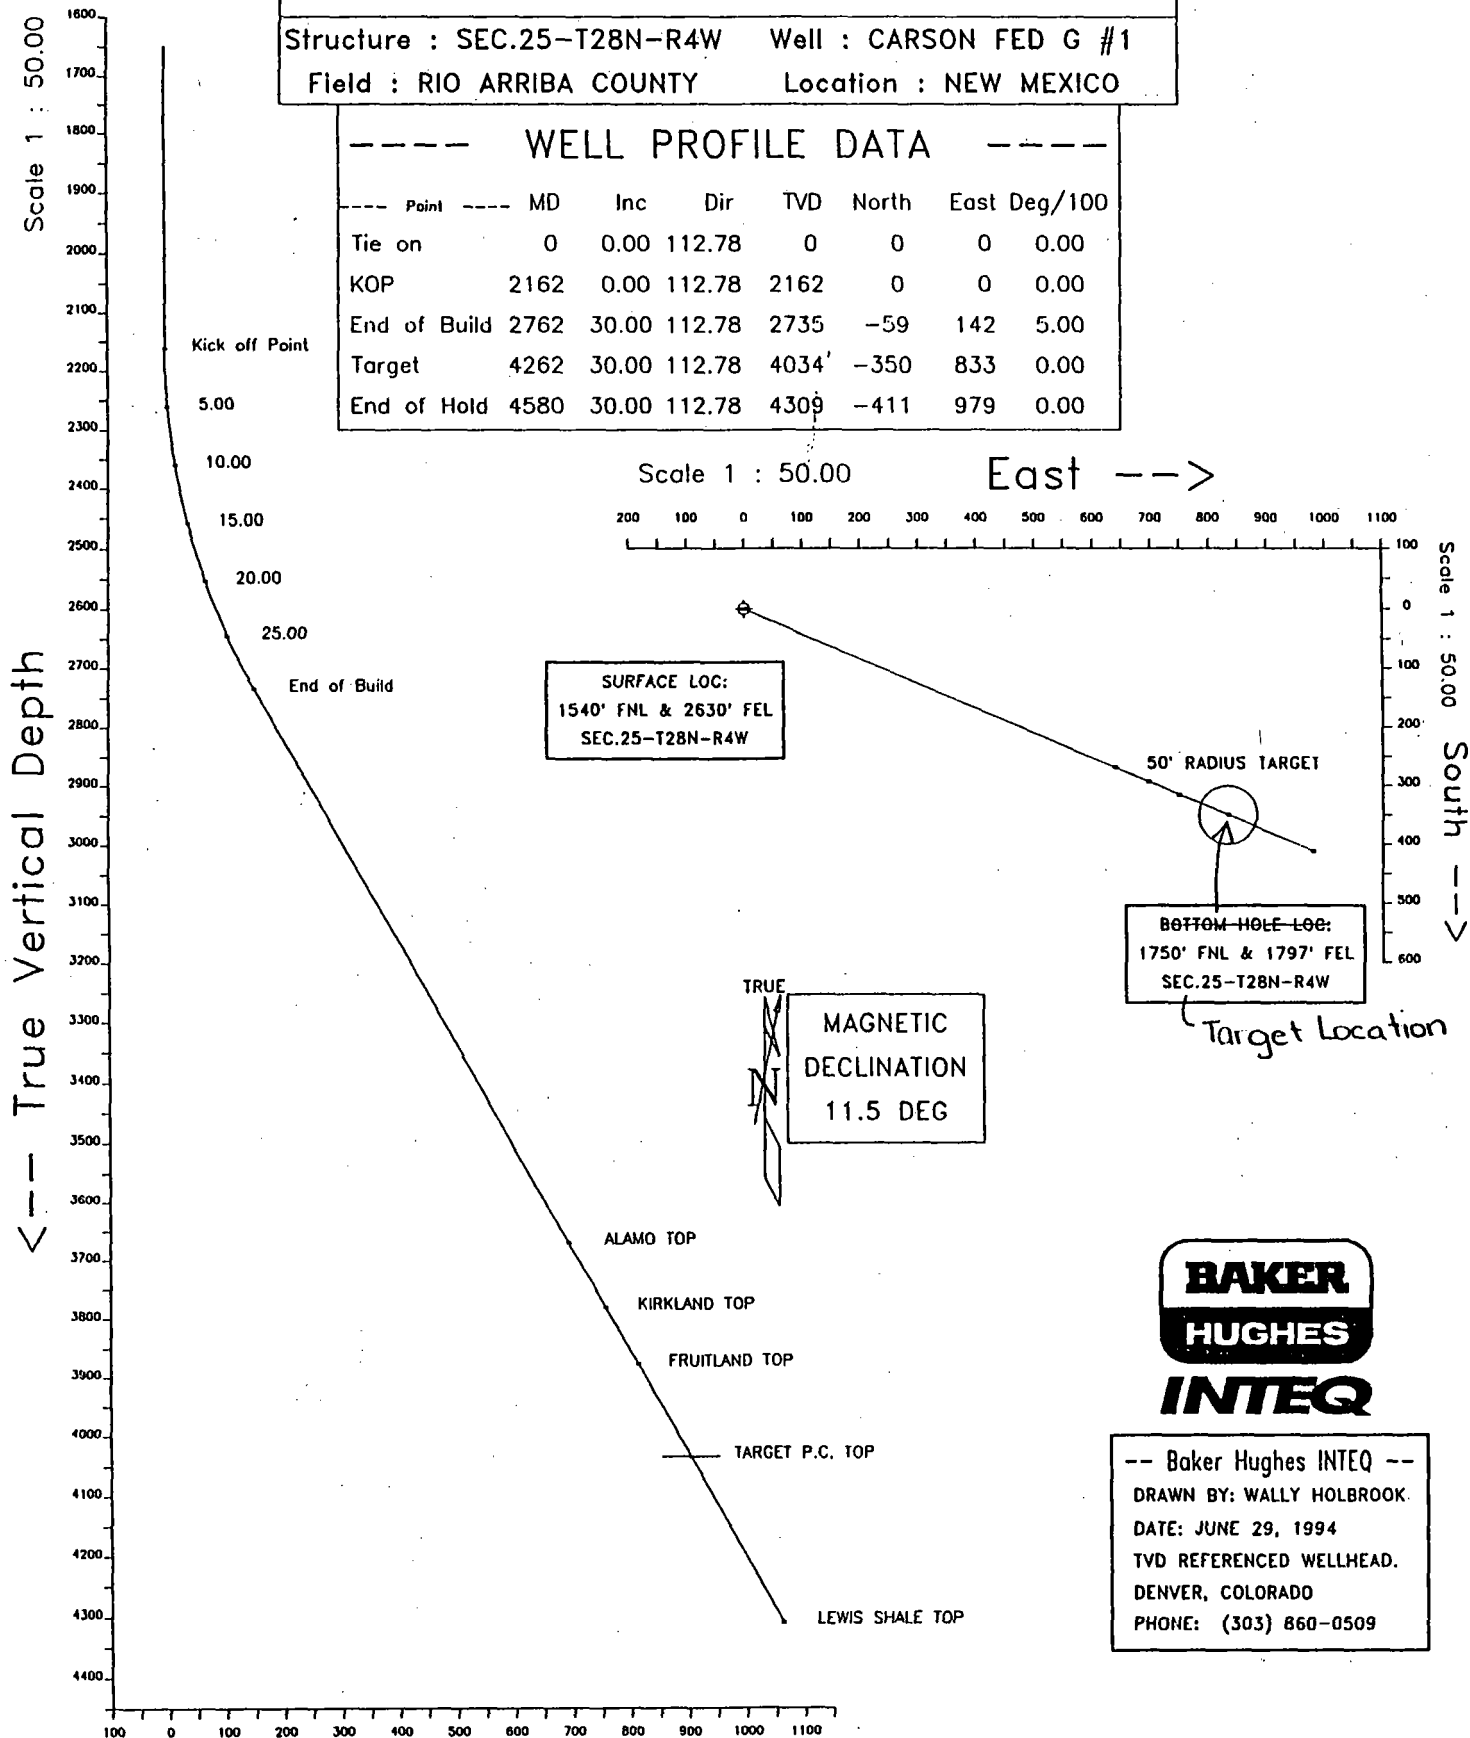 Structure : SEC.25-T28N-R4W Well : CARSON FED G #1
Field : RIO ARRIBA COUNTY Location : NEW MEXICO
---- WELL PROFILE DATA ----
---- Point ---- MD Inc Dir TVD North East Deg/100
Tie on 0 0.00 112.78 0 0 0 0.00
KOP 2162 0.00 112.78 2162 0 0 0.00
End of Build 2762 30.00 112.78 2735 -59 142 5.00
Target 4262 30.00 112.78 4034' -350 833 0.00
End of Hold 4580 30.00 112.78 4309 -411 979 0.00
Scale 1 : 50.00
<-- True Vertical Depth
1600
1700
1800
1900
2000
2100
2200
2300
2400
2500
2600
2700
2800
2900
3000
3100
3200
3300
3400
3500
3600
3700
3800
3900
4000
4100
4200
4300
4400
Kick off Point
5.00
10.00
15.00
20.00
25.00
End of Build
ALAMO TOP
KIRKLAND TOP
FRUITLAND TOP
TARGET P.C. TOP
LEWIS SHALE TOP
100 0 100 200 300 400 500 600 700 800 900 1000 1100
Scale 1 : 50.00 East -->
200 100 0 100 200 300 400 500 600 700 800 900 1000 1100
100
0
100
200
300
400
500
600
Scale 1 : 50.00 South -->
SURFACE LOC:
1540' FNL & 2630' FEL
SEC.25-T28N-R4W
50' RADIUS TARGET
BOTTOM HOLE LOC:
1750' FNL & 1797' FEL
SEC.25-T28N-R4W
Target Location
TRUE
N
MAGNETIC
DECLINATION
11.5 DEG
BAKER
HUGHES
INTEQ
-- Baker Hughes INTEQ --
DRAWN BY: WALLY HOLBROOK
DATE: JUNE 29, 1994
TVD REFERENCED WELLHEAD.
DENVER, COLORADO
PHONE: (303) 860-0509